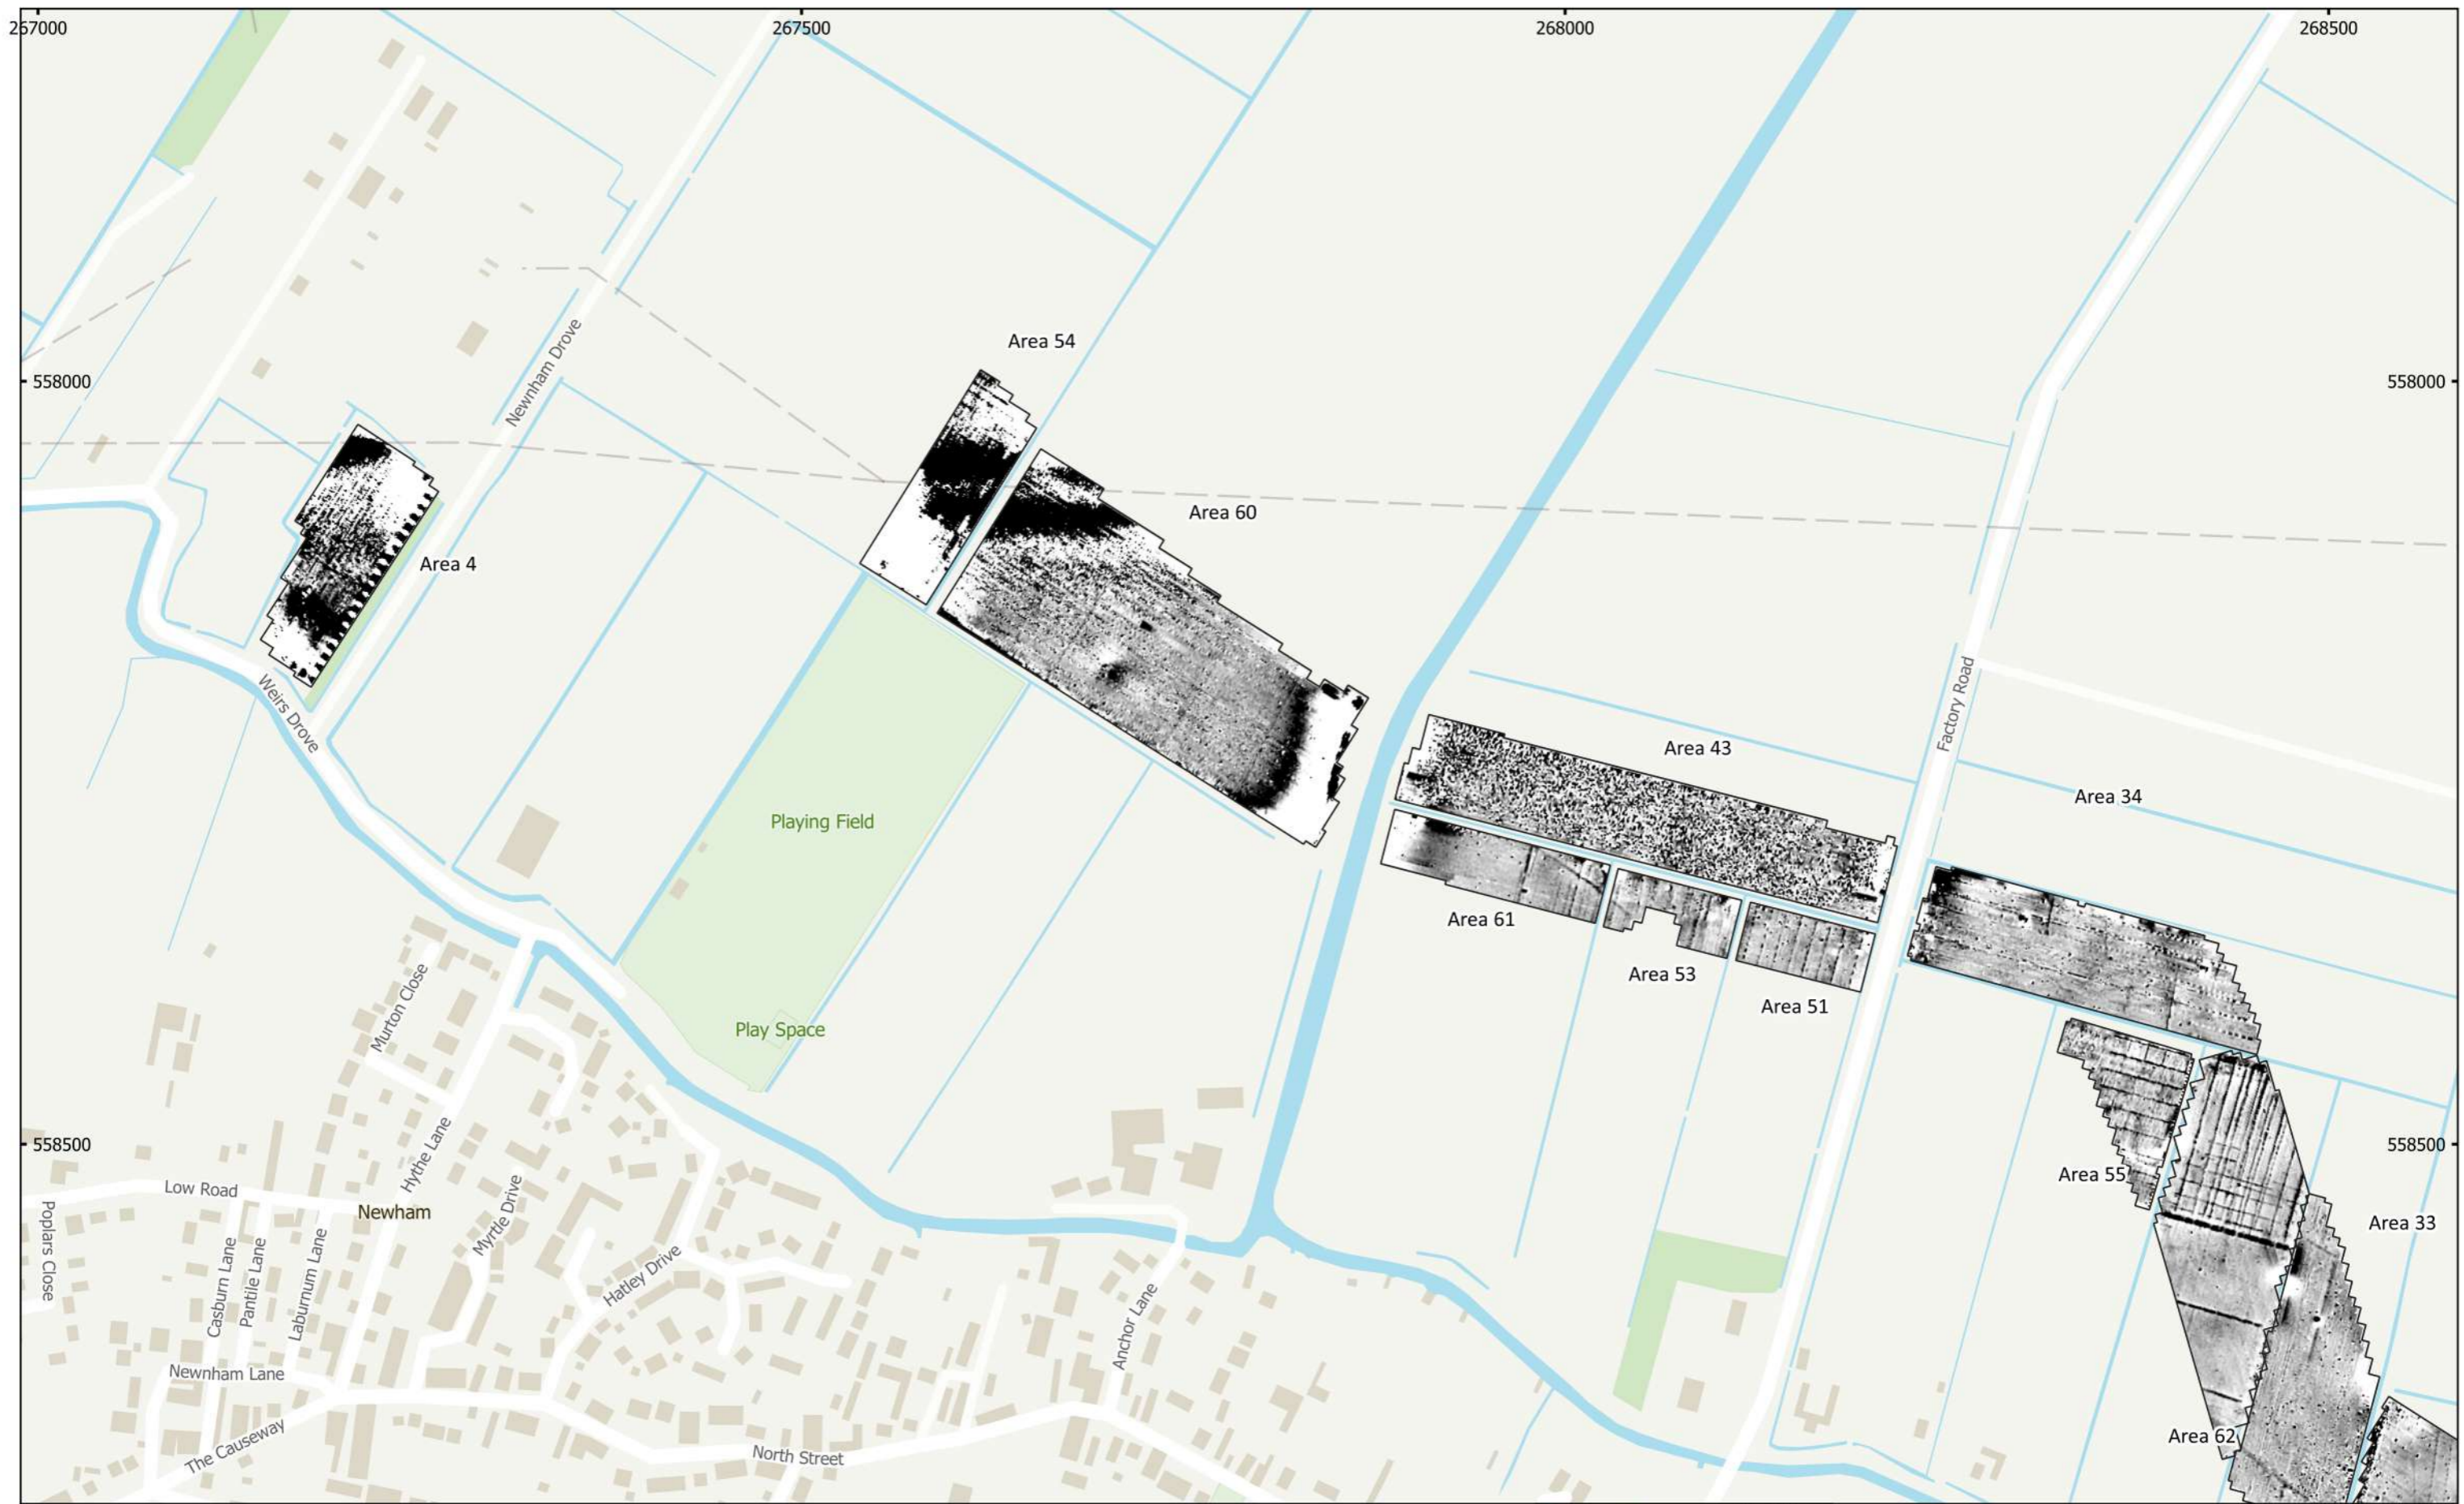 267000
267500
268000
268500
Newnham Drove
Area 54
558000
558000
Area 60
Area 4
Weirs Drove
Factory Road
Area 43
Area 34
Playing Field
Area 61
Area 53
Area 51
Murton Close
Play Space
558500
558500
Hythe Lane
Low Road
Area 55
Newham
Myrtle Drive
Area 33
Poplars Close
Casburn Lane
Pantile Lane
Laburnum Lane
Hatley Drive
Anchor Lane
Newnham Lane
The Causeway
North Street
Area 62